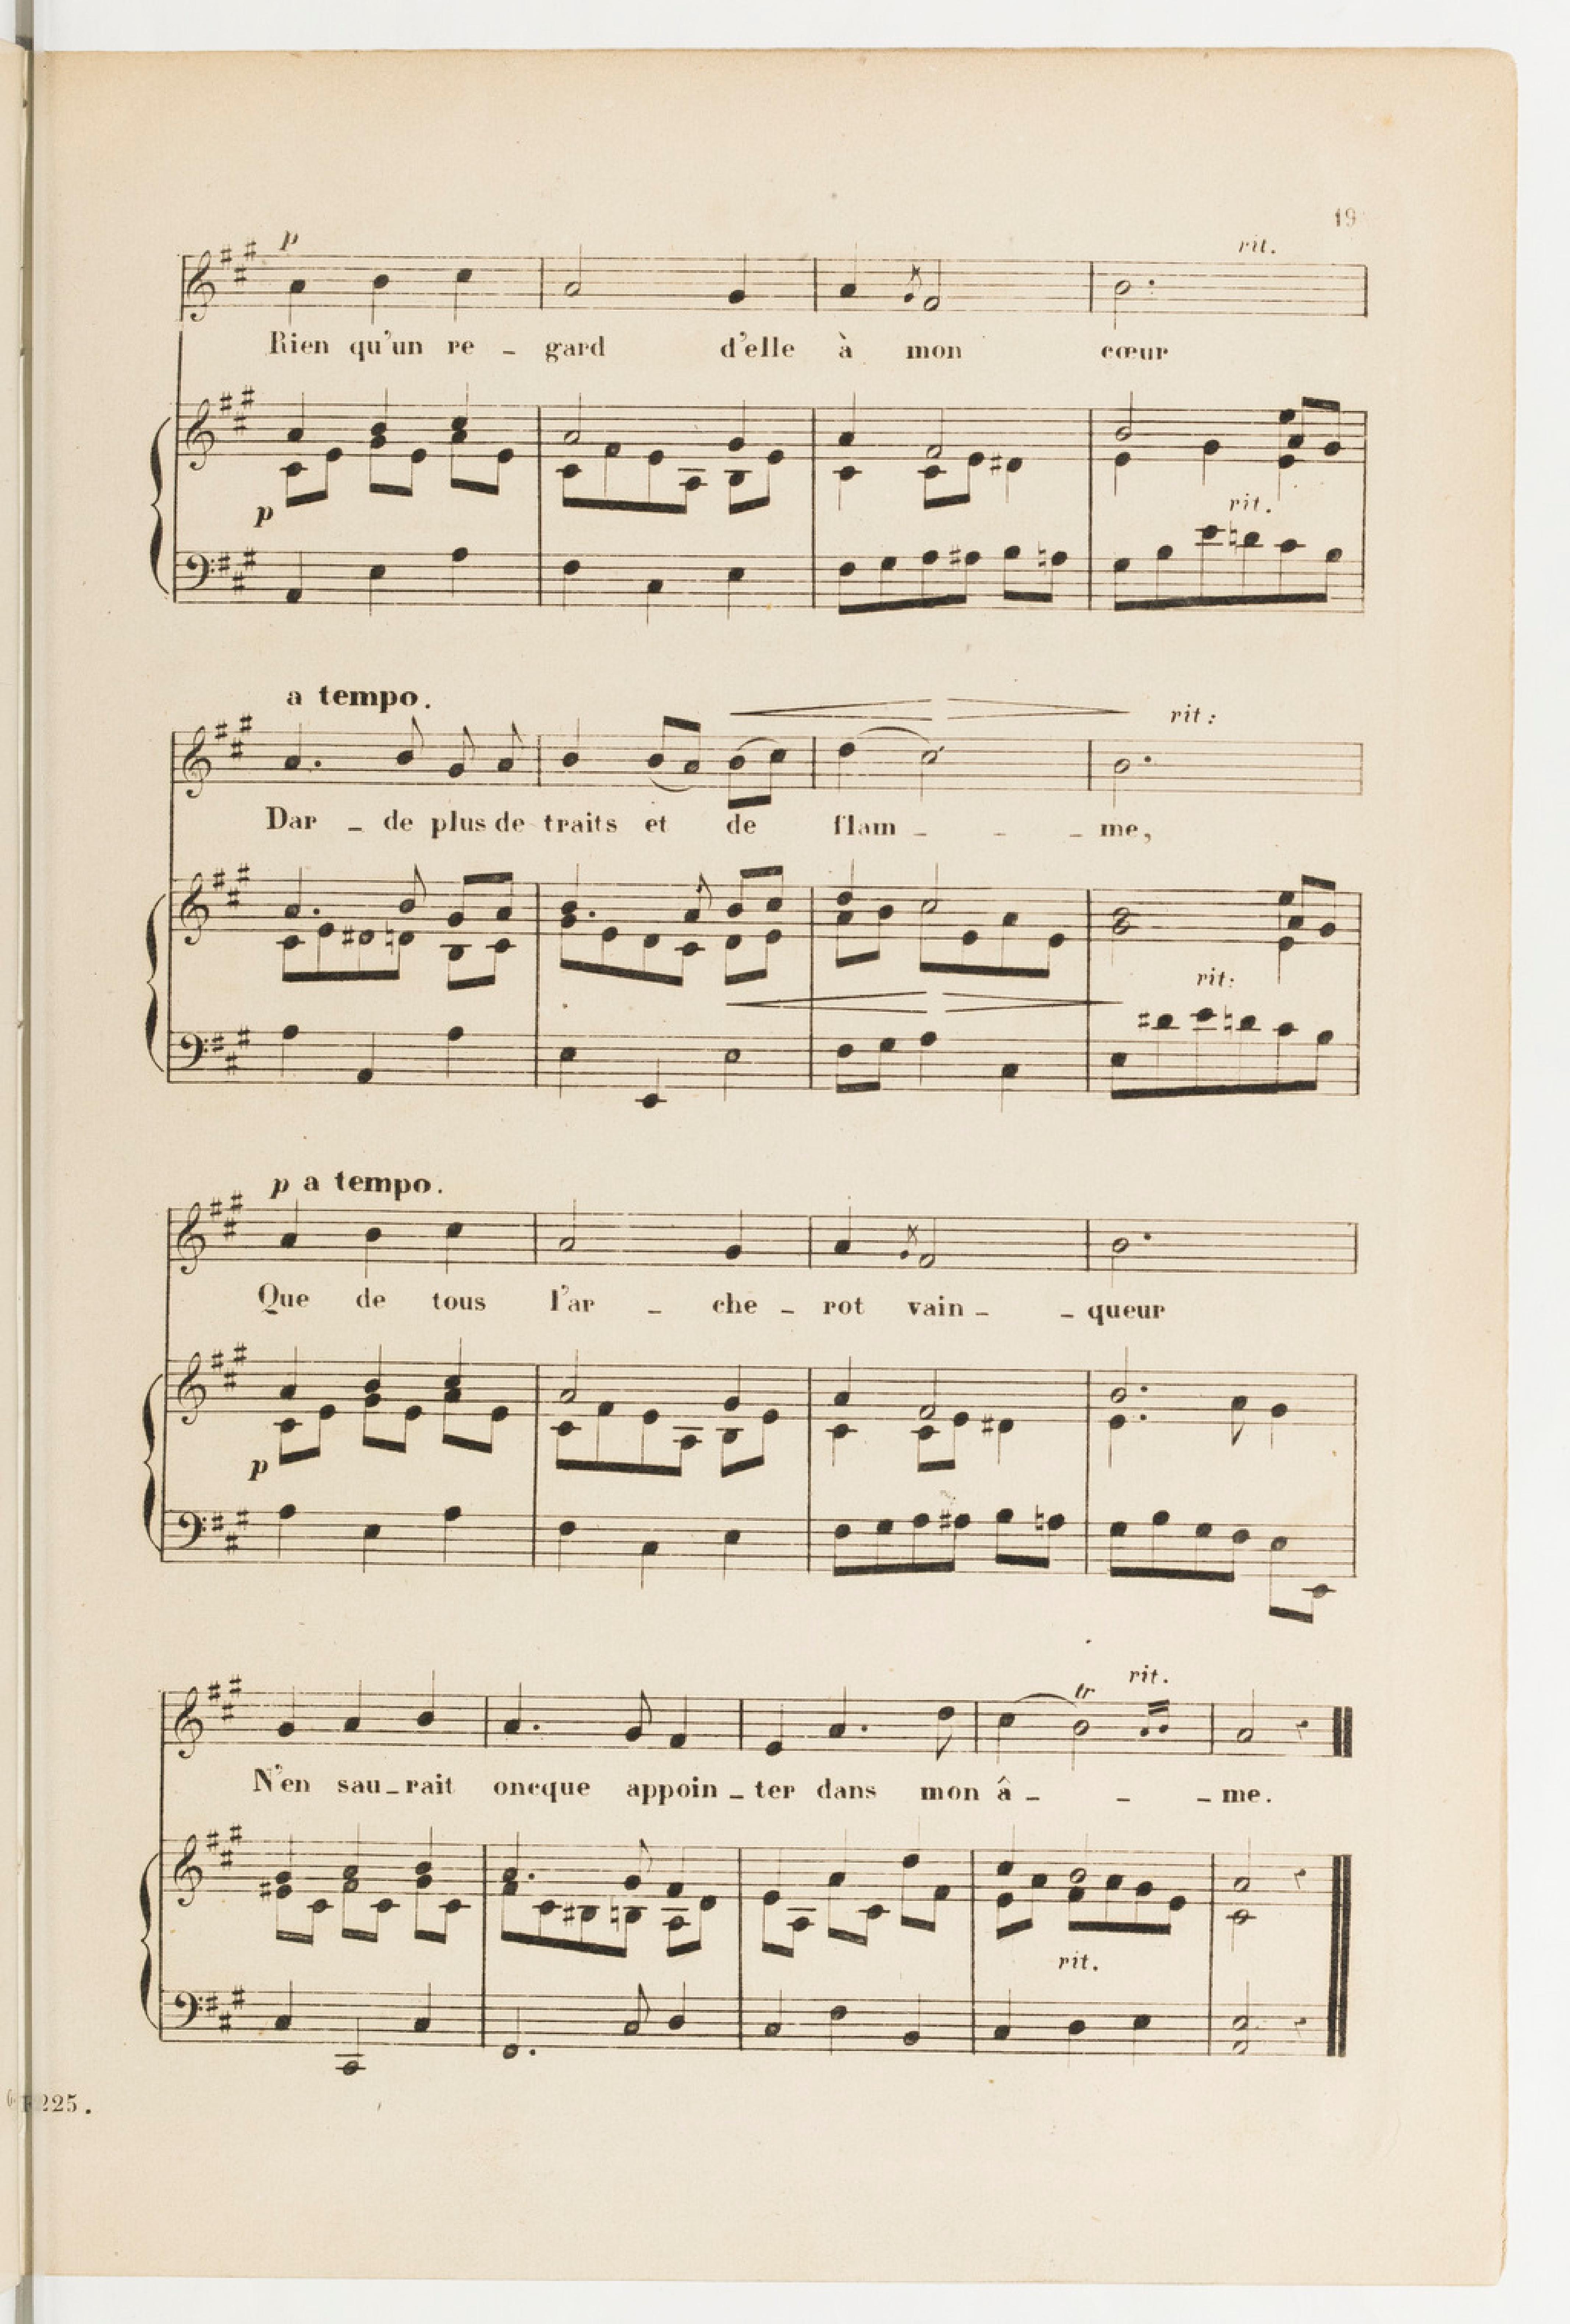 19
p
rit.
Rien qu'un re - gard d'elle à mon cœur
p
rit.
a tempo.
rit:
Dar - de plus de traits et de flam - - - me,
rit:
p a tempo.
Que de tous l'ar - che - rot vain - - queur
p
tr
rit.
N'en sau - rait oncque appoin - ter dans mon â - - - me.
rit.
225.